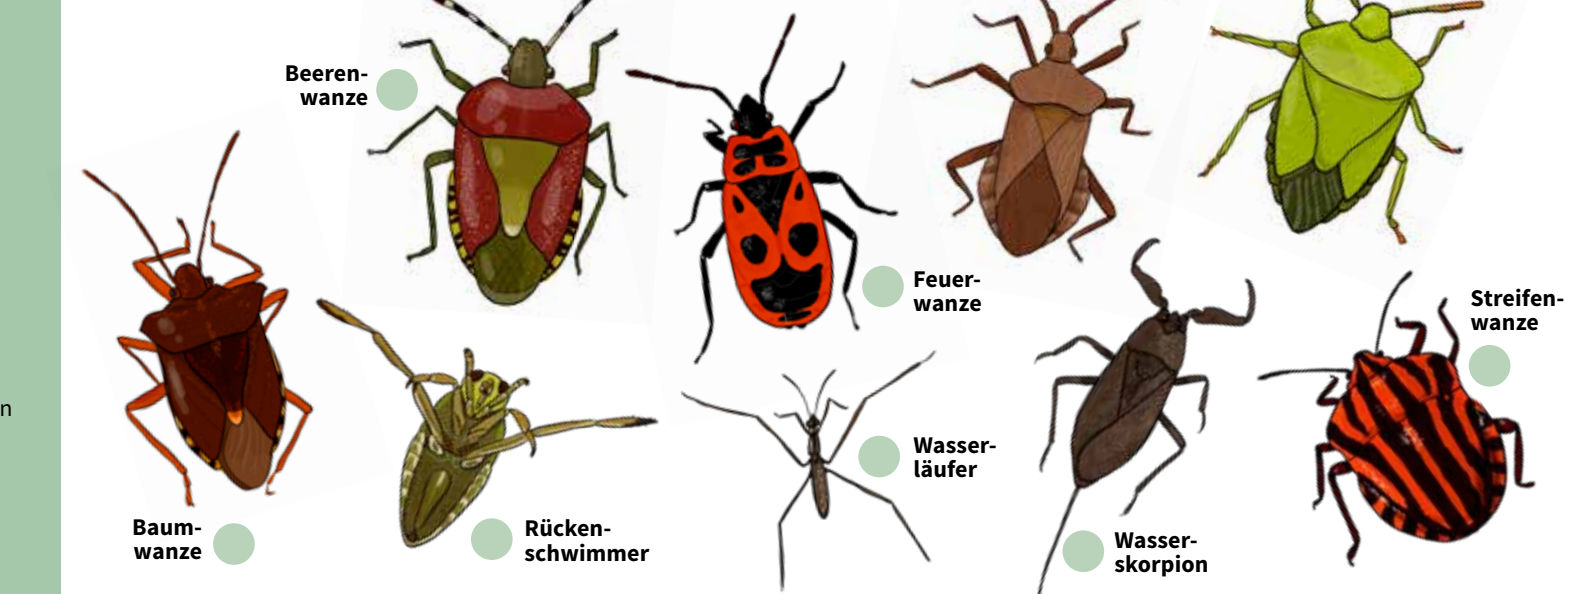 Beeren-
wanze
Feuer-
wanze
Streifen-
wanze
n
Wasser-
läufer
Baum-
wanze
Rücken-
schwimmer
Wasser-
skorpion